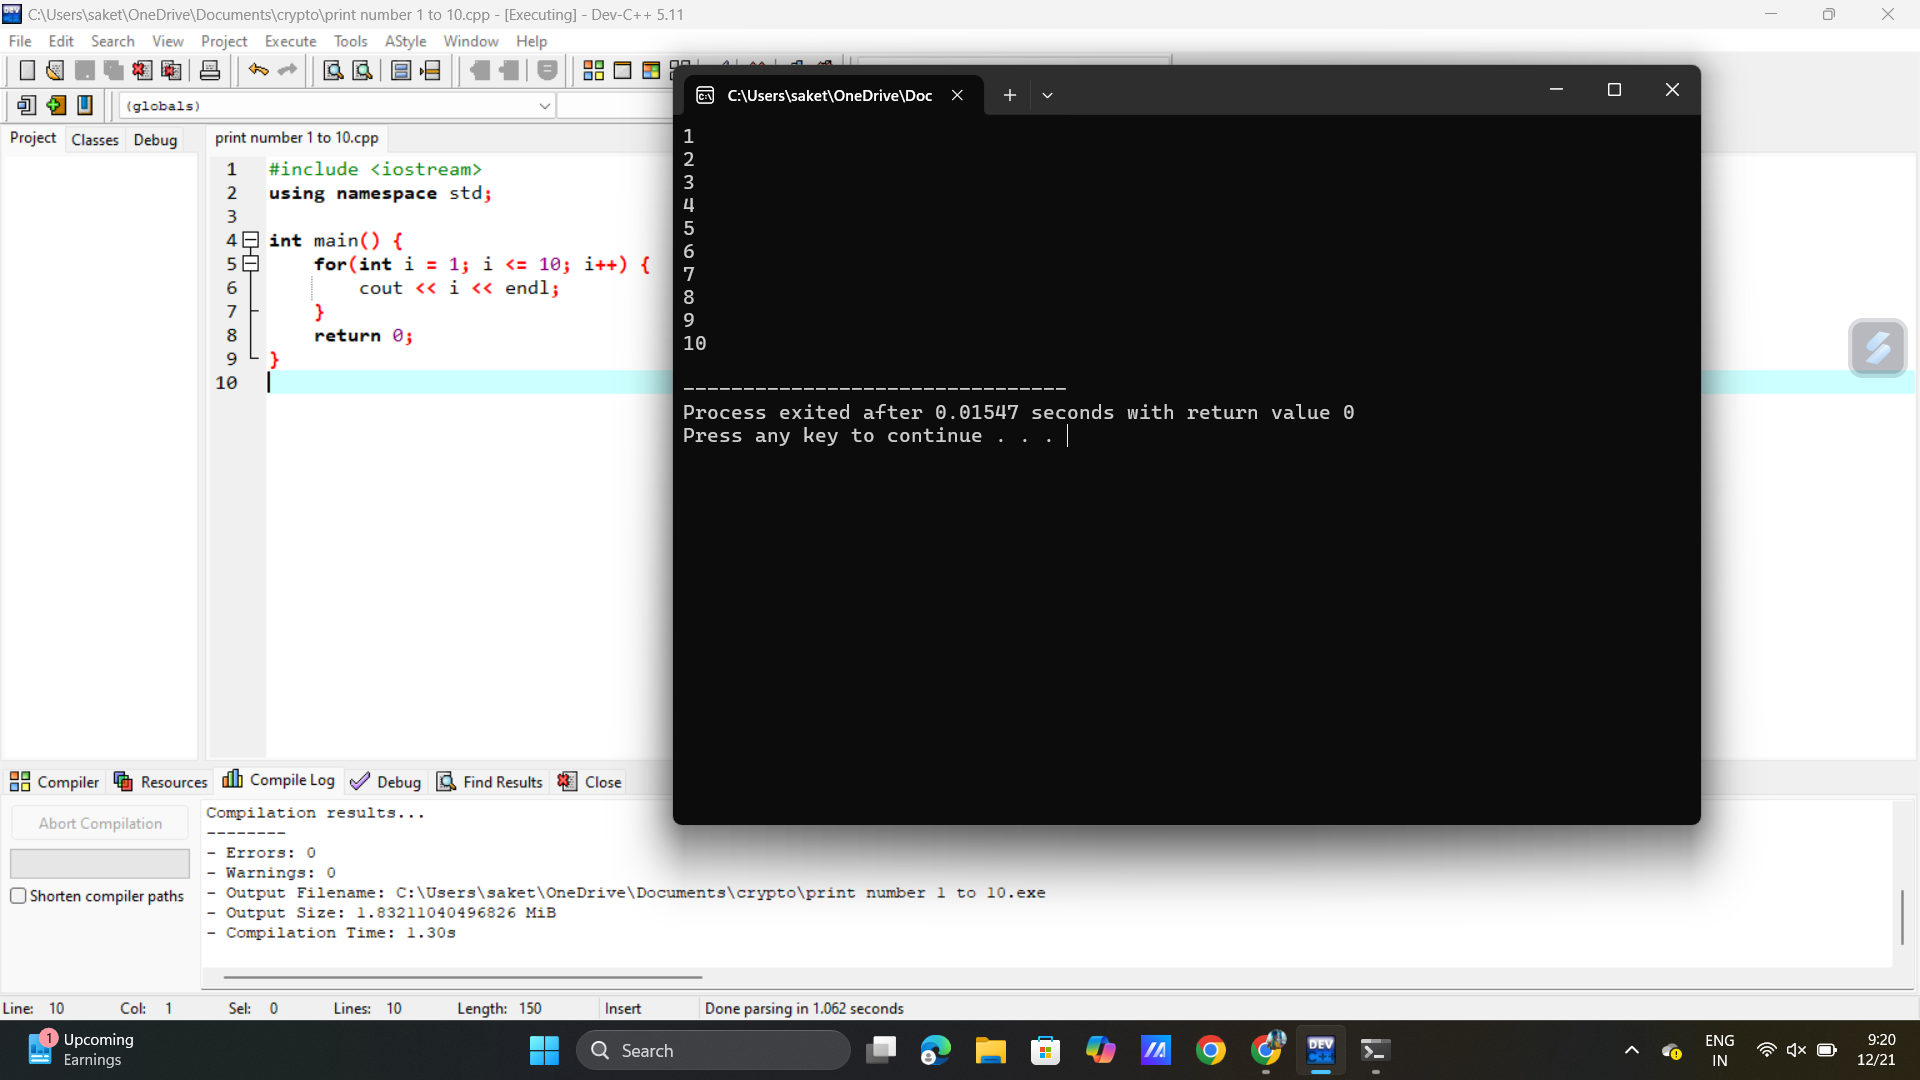 C:\Users\saket\OneDrive\Documents\crypto\print number 1 to 10.cpp - [Executing] - Dev-C++ 5.11
File Edit Search View Project Execute Tools AStyle Window Help
(globals)
Project Classes Debug
print number 1 to 10.cpp
1 #include <iostream>
2 using namespace std;
3
4 int main() {
5 for(int i = 1; i <= 10; i++) {
6 cout << i << endl;
7 }
8 return 0;
9 }
10
C:\Users\saket\OneDrive\Doc
1
2
3
4
5
6
7
8
9
10
--------------------------------
Process exited after 0.01547 seconds with return value 0
Press any key to continue . . .
Compiler Resources Compile Log Debug Find Results Close
Abort Compilation
Shorten compiler paths
Compilation results...
--------
- Errors: 0
- Warnings: 0
- Output Filename: C:\Users\saket\OneDrive\Documents\crypto\print number 1 to 10.exe
- Output Size: 1.83211040496826 MiB
- Compilation Time: 1.30s
Line: 10 Col: 1 Sel: 0 Lines: 10 Length: 150 Insert Done parsing in 1.062 seconds
1
Upcoming
Earnings
Search
DEV
ENG
IN
9:20
12/21